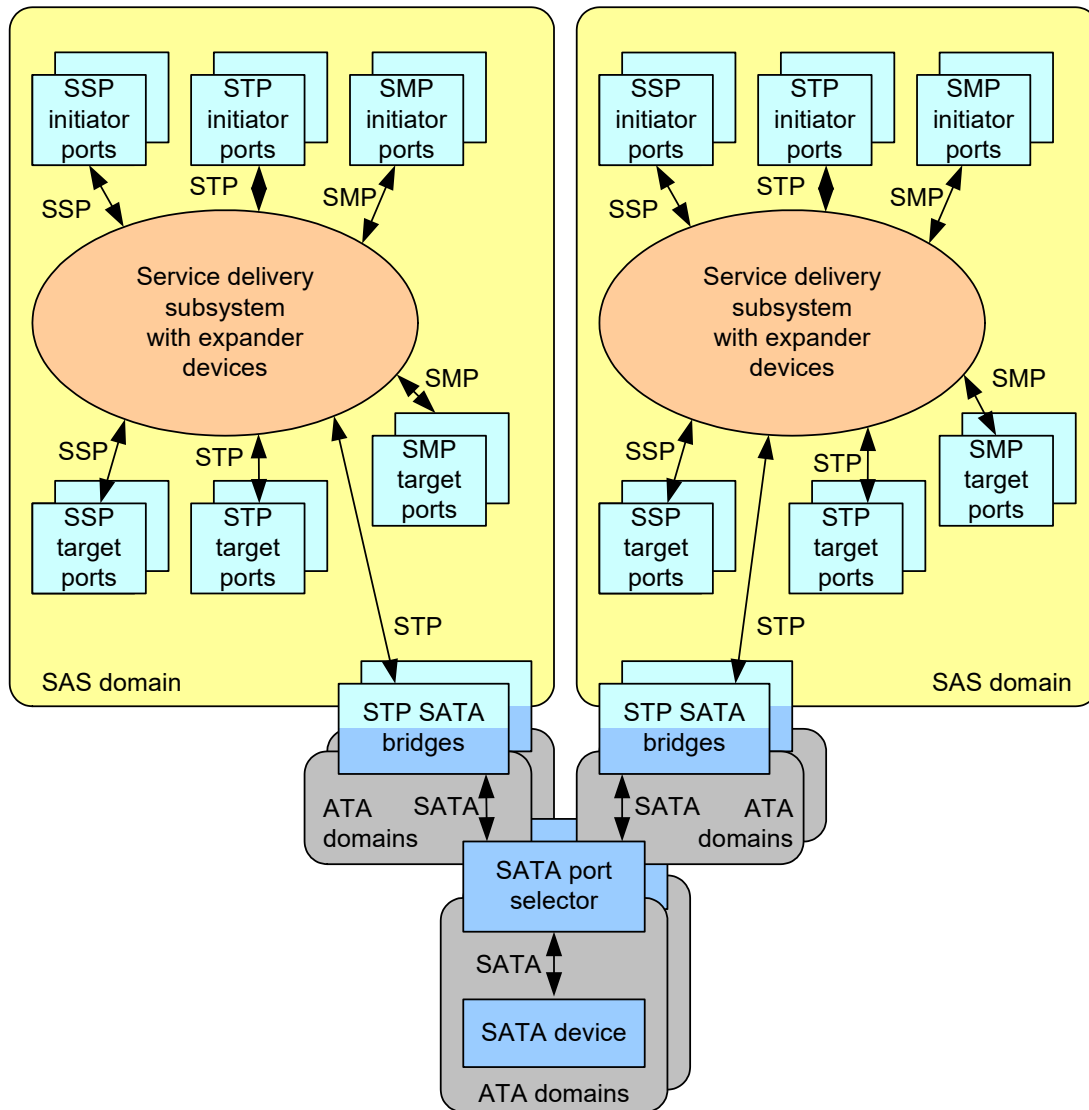 SSP
initiator
ports
STP
initiator
ports
SMP
initiator
ports
SSP
STP
SMP
Service delivery
subsystem
with expander
devices
SMP
SSP
STP
SMP
target
ports
SSP
target
ports
STP
target
ports
STP
SAS domain
SSP
initiator
ports
STP
initiator
ports
SMP
initiator
ports
SSP
STP
SMP
Service delivery
subsystem
with expander
devices
SMP
SSP
STP
SMP
target
ports
SSP
target
ports
STP
target
ports
STP
SAS domain
STP SATA
bridges
STP SATA
bridges
ATA
domains
SATA
SATA
ATA
domains
SATA port
selector
SATA
SATA device
ATA domains